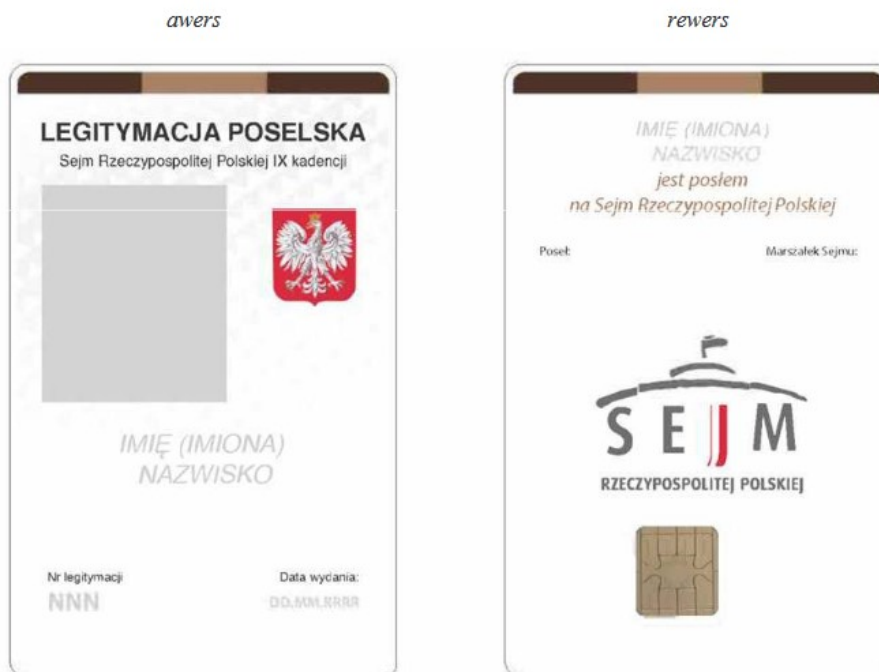 awers
LEGITYMACJA POSELSKA
Sejm Rzeczypospolitej Polskiej IX kadencji
IMIĘ (IMIONA)
NAZWISKO
Nr legitymacji
NNN
Data wydania:
DD.MM.RRRR
rewers
IMIĘ (IMIONA)
NAZWISKO
jest posłem
na Sejm Rzeczypospolitej Polskiej
Poseł:
Marszałek Sejmu:
SEJM
RZECZYPOSPOLITEJ POLSKIEJ